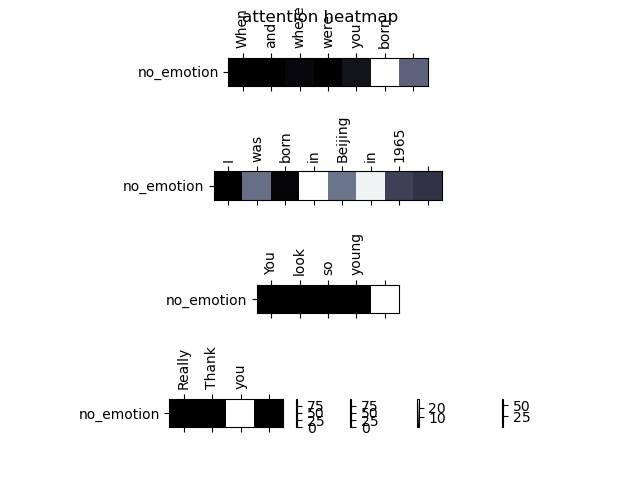 attention heatmap
When and where were you born
no_emotion
I was born in Beijing in 1965
no_emotion
You look so young
no_emotion
Really Thank you
no_emotion
75 75 20 50
50 50 10 25
25 25
0 0